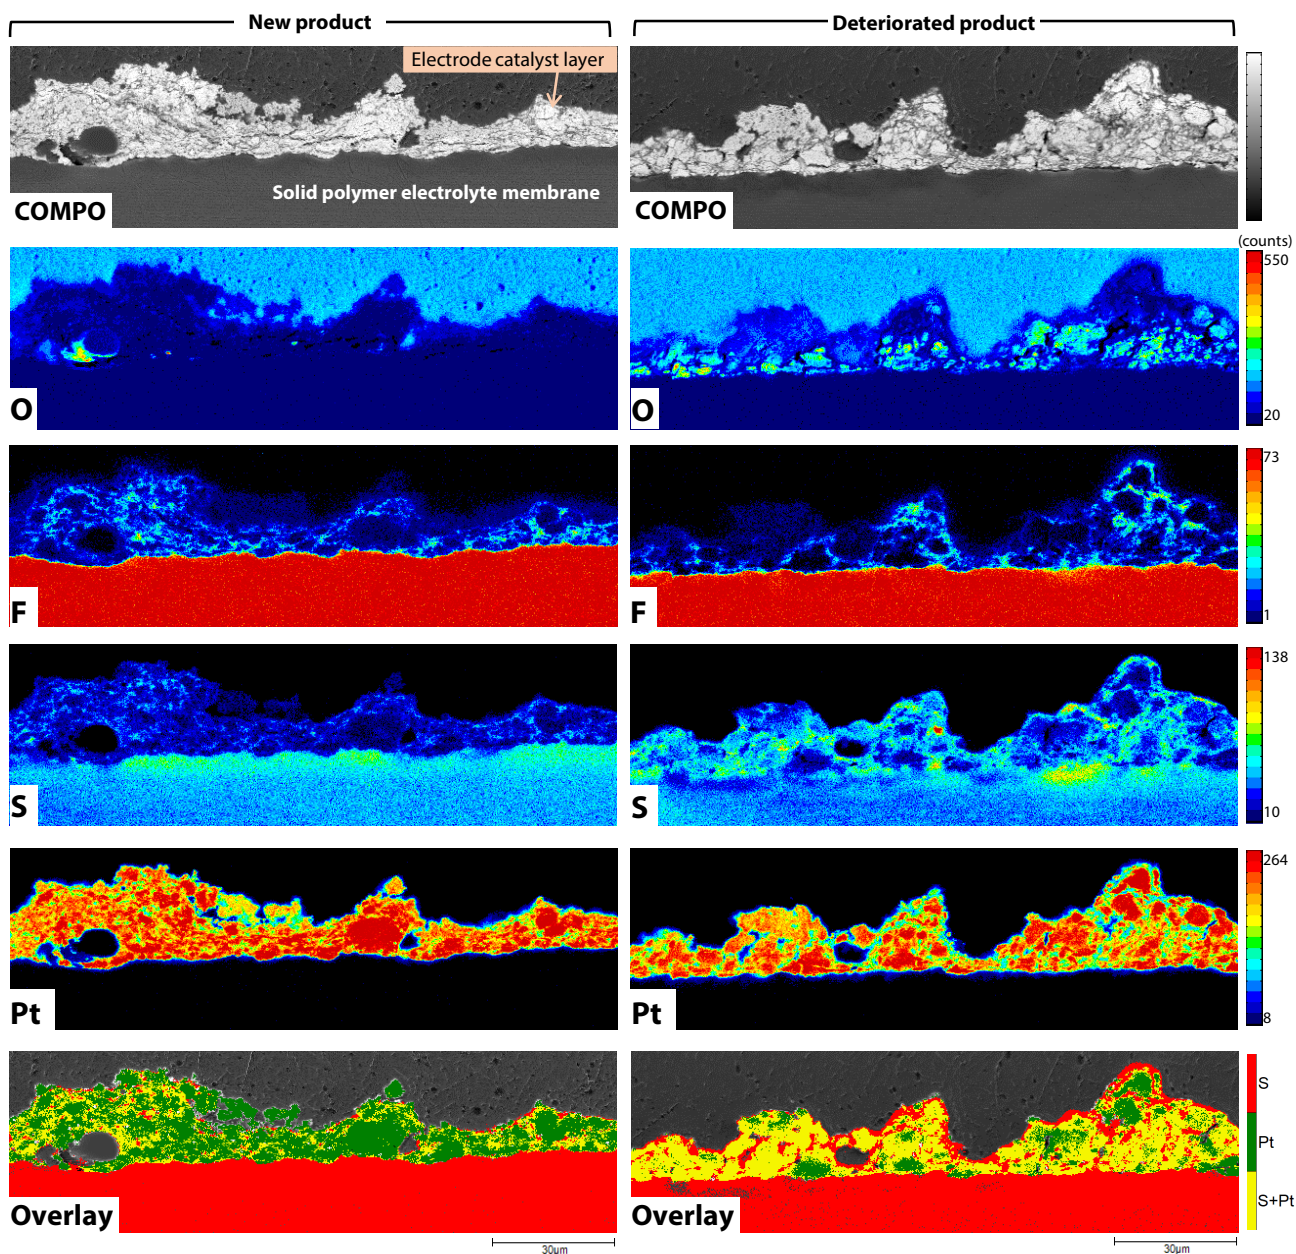 New product
Deteriorated product
Electrode catalyst layer
Solid polymer electrolyte membrane
COMPO
COMPO
(counts)
550
O
O
20
73
F
F
1
138
S
S
10
264
Pt
Pt
8
S
Pt
S+Pt
Overlay
Overlay
30µm
30µm